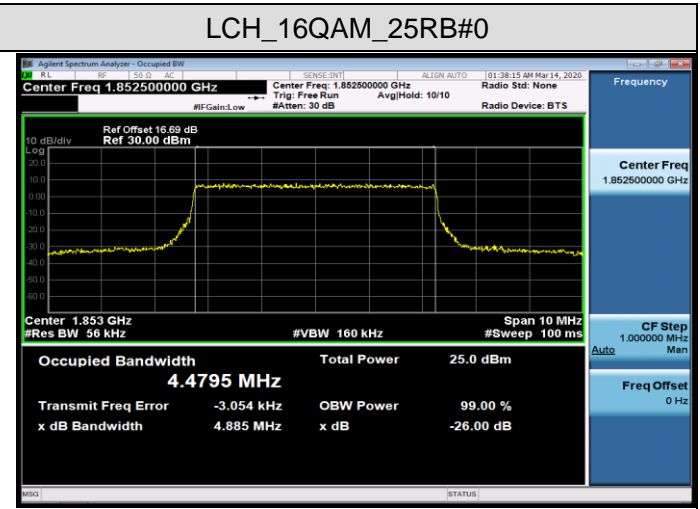 LCH_16QAM_25RB#0
Agilent Spectrum Analyzer - Occupied BW
RL RF 50 Ω AC SENSE:INT ALIGN AUTO 01:38:15 AM Mar 14, 2020
Center Freq 1.852500000 GHz
Center Freq: 1.852500000 GHz Radio Std: None
Trig: Free Run Avg|Hold: 10/10
#IFGain:Low #Atten: 30 dB Radio Device: BTS
Frequency
Ref Offset 16.69 dB
10 dB/div Ref 30.00 dBm
Log
20.0
10.0
0.00
-10.0
-20.0
-30.0
-40.0
-50.0
-60.0
Center 1.853 GHz Span 10 MHz
#Res BW 56 kHz #VBW 160 kHz #Sweep 100 ms
Occupied Bandwidth Total Power 25.0 dBm
4.4795 MHz
Transmit Freq Error -3.054 kHz OBW Power 99.00 %
x dB Bandwidth 4.885 MHz x dB -26.00 dB
Center Freq
1.852500000 GHz
CF Step
1.000000 MHz
Auto Man
Freq Offset
0 Hz
MSG STATUS